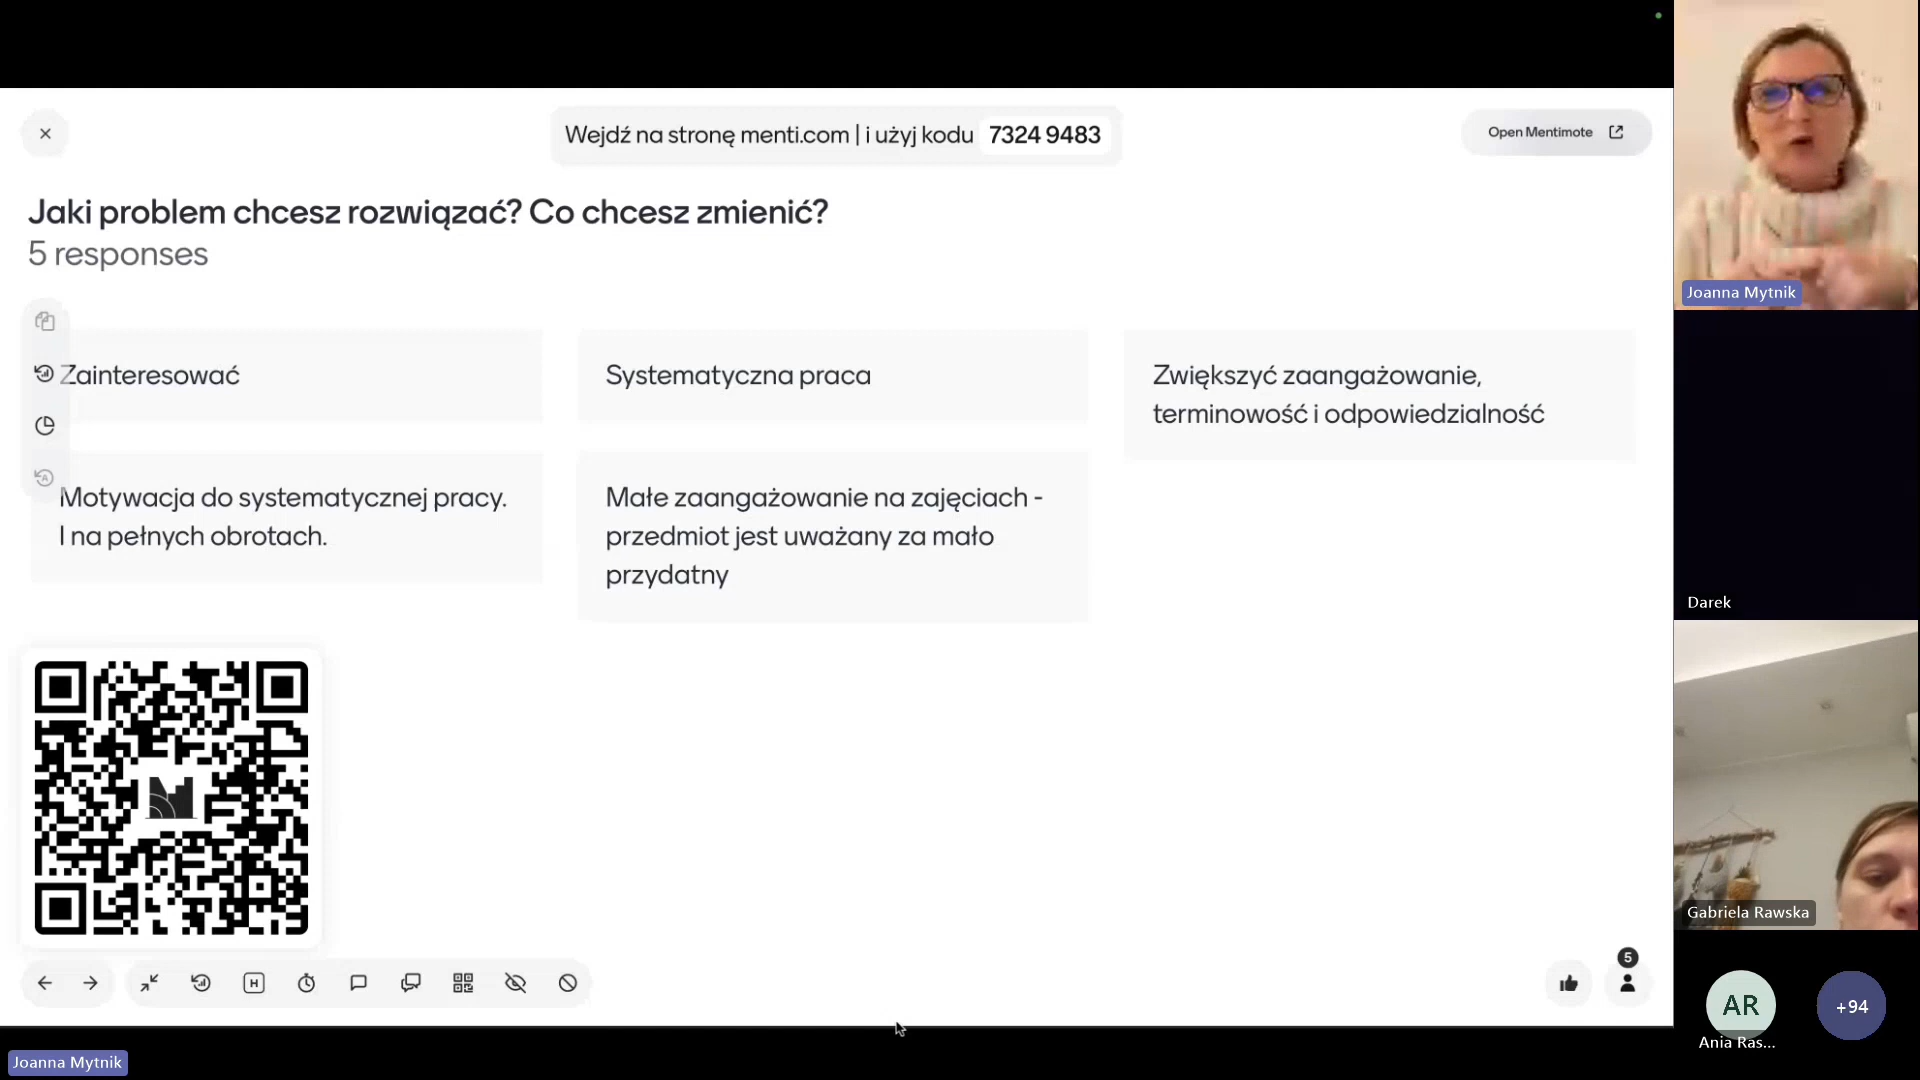 Wejdź na stronę menti.com | i użyj kodu 7324 9483
Open Mentimote
Jaki problem chcesz rozwiązać? Co chcesz zmienić?
5 responses
Zainteresować
Systematyczna praca
Zwiększyć zaangażowanie,
terminowość i odpowiedzialność
Motywacja do systematycznej pracy.
I na pełnych obrotach.
Małe zaangażowanie na zajęciach -
przedmiot jest uważany za mało
przydatny
H
5
Joanna Mytnik
Joanna Mytnik
Darek
Gabriela Rawska
AR
Ania Ras...
+94